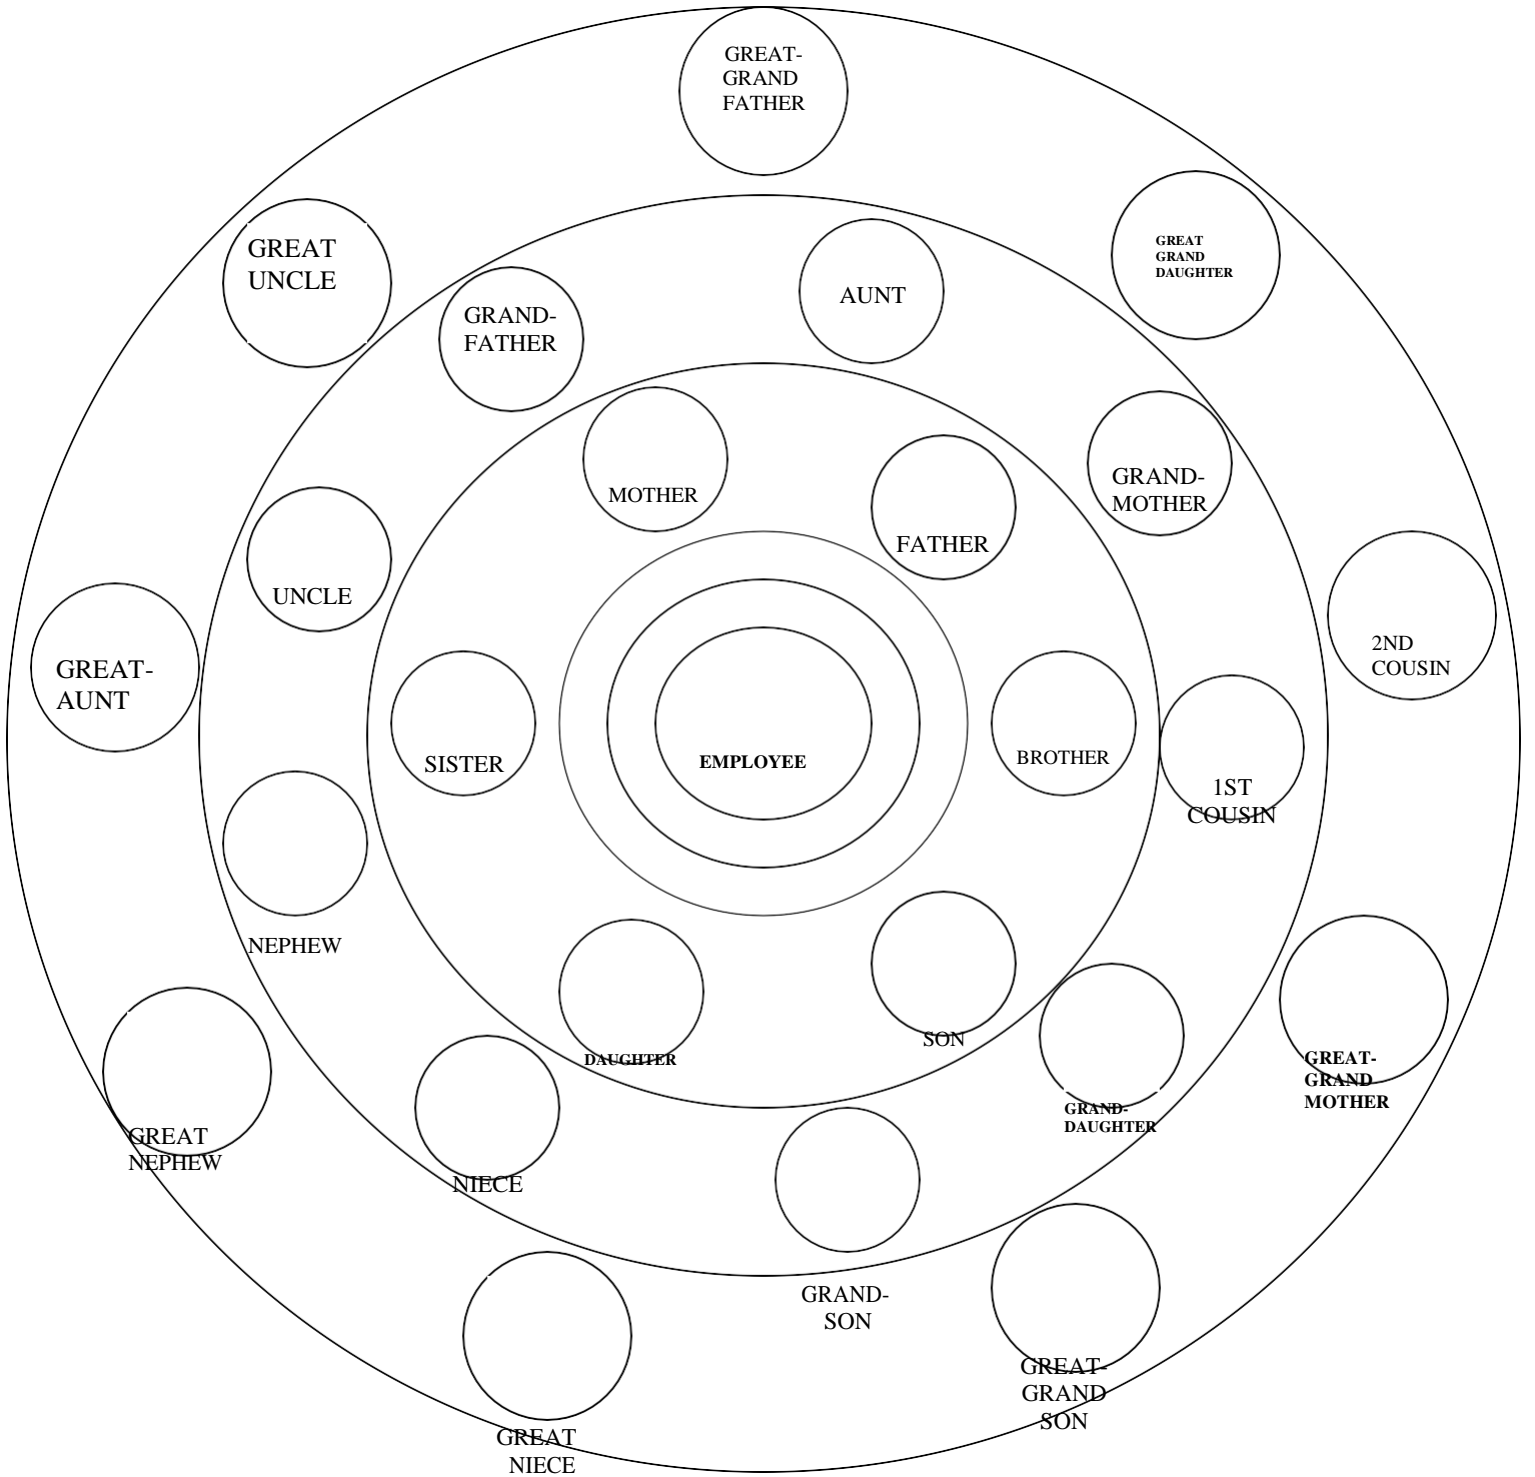 GREAT-
GRAND
FATHER
GREAT
UNCLE
GREAT
GRAND
DAUGHTER
GRAND-
FATHER
AUNT
MOTHER
GRAND-
MOTHER
FATHER
UNCLE
2ND
COUSIN
GREAT-
AUNT
SISTER
EMPLOYEE
BROTHER
1ST
COUSIN
NEPHEW
DAUGHTER
SON
GREAT-
GRAND
MOTHER
GRAND-
DAUGHTER
GREAT
NEPHEW
NIECE
GRAND-
SON
GREAT-
GRAND
SON
GREAT
NIECE